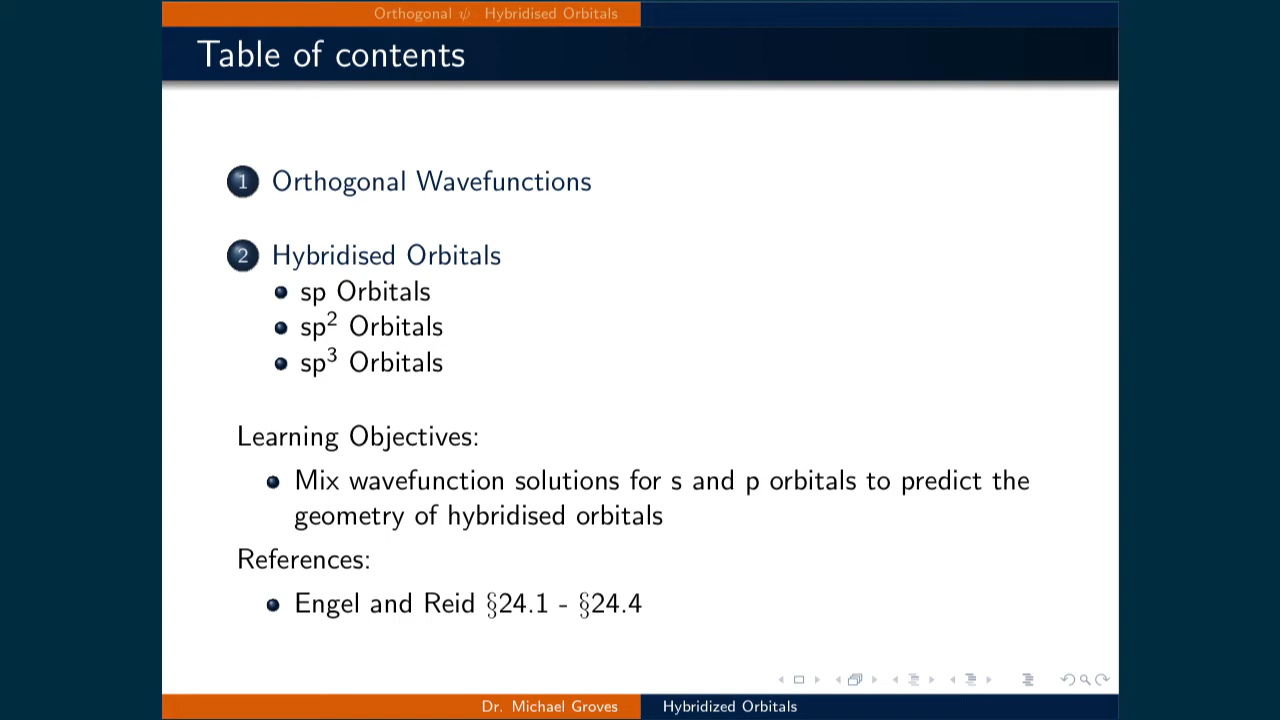 Orthogonal ψ Hybridised Orbitals
Table of contents
1 Orthogonal Wavefunctions
2 Hybridised Orbitals
sp Orbitals
sp² Orbitals
sp³ Orbitals
Learning Objectives:
Mix wavefunction solutions for s and p orbitals to predict the
geometry of hybridised orbitals
References:
Engel and Reid §24.1 - §24.4
Dr. Michael Groves Hybridized Orbitals